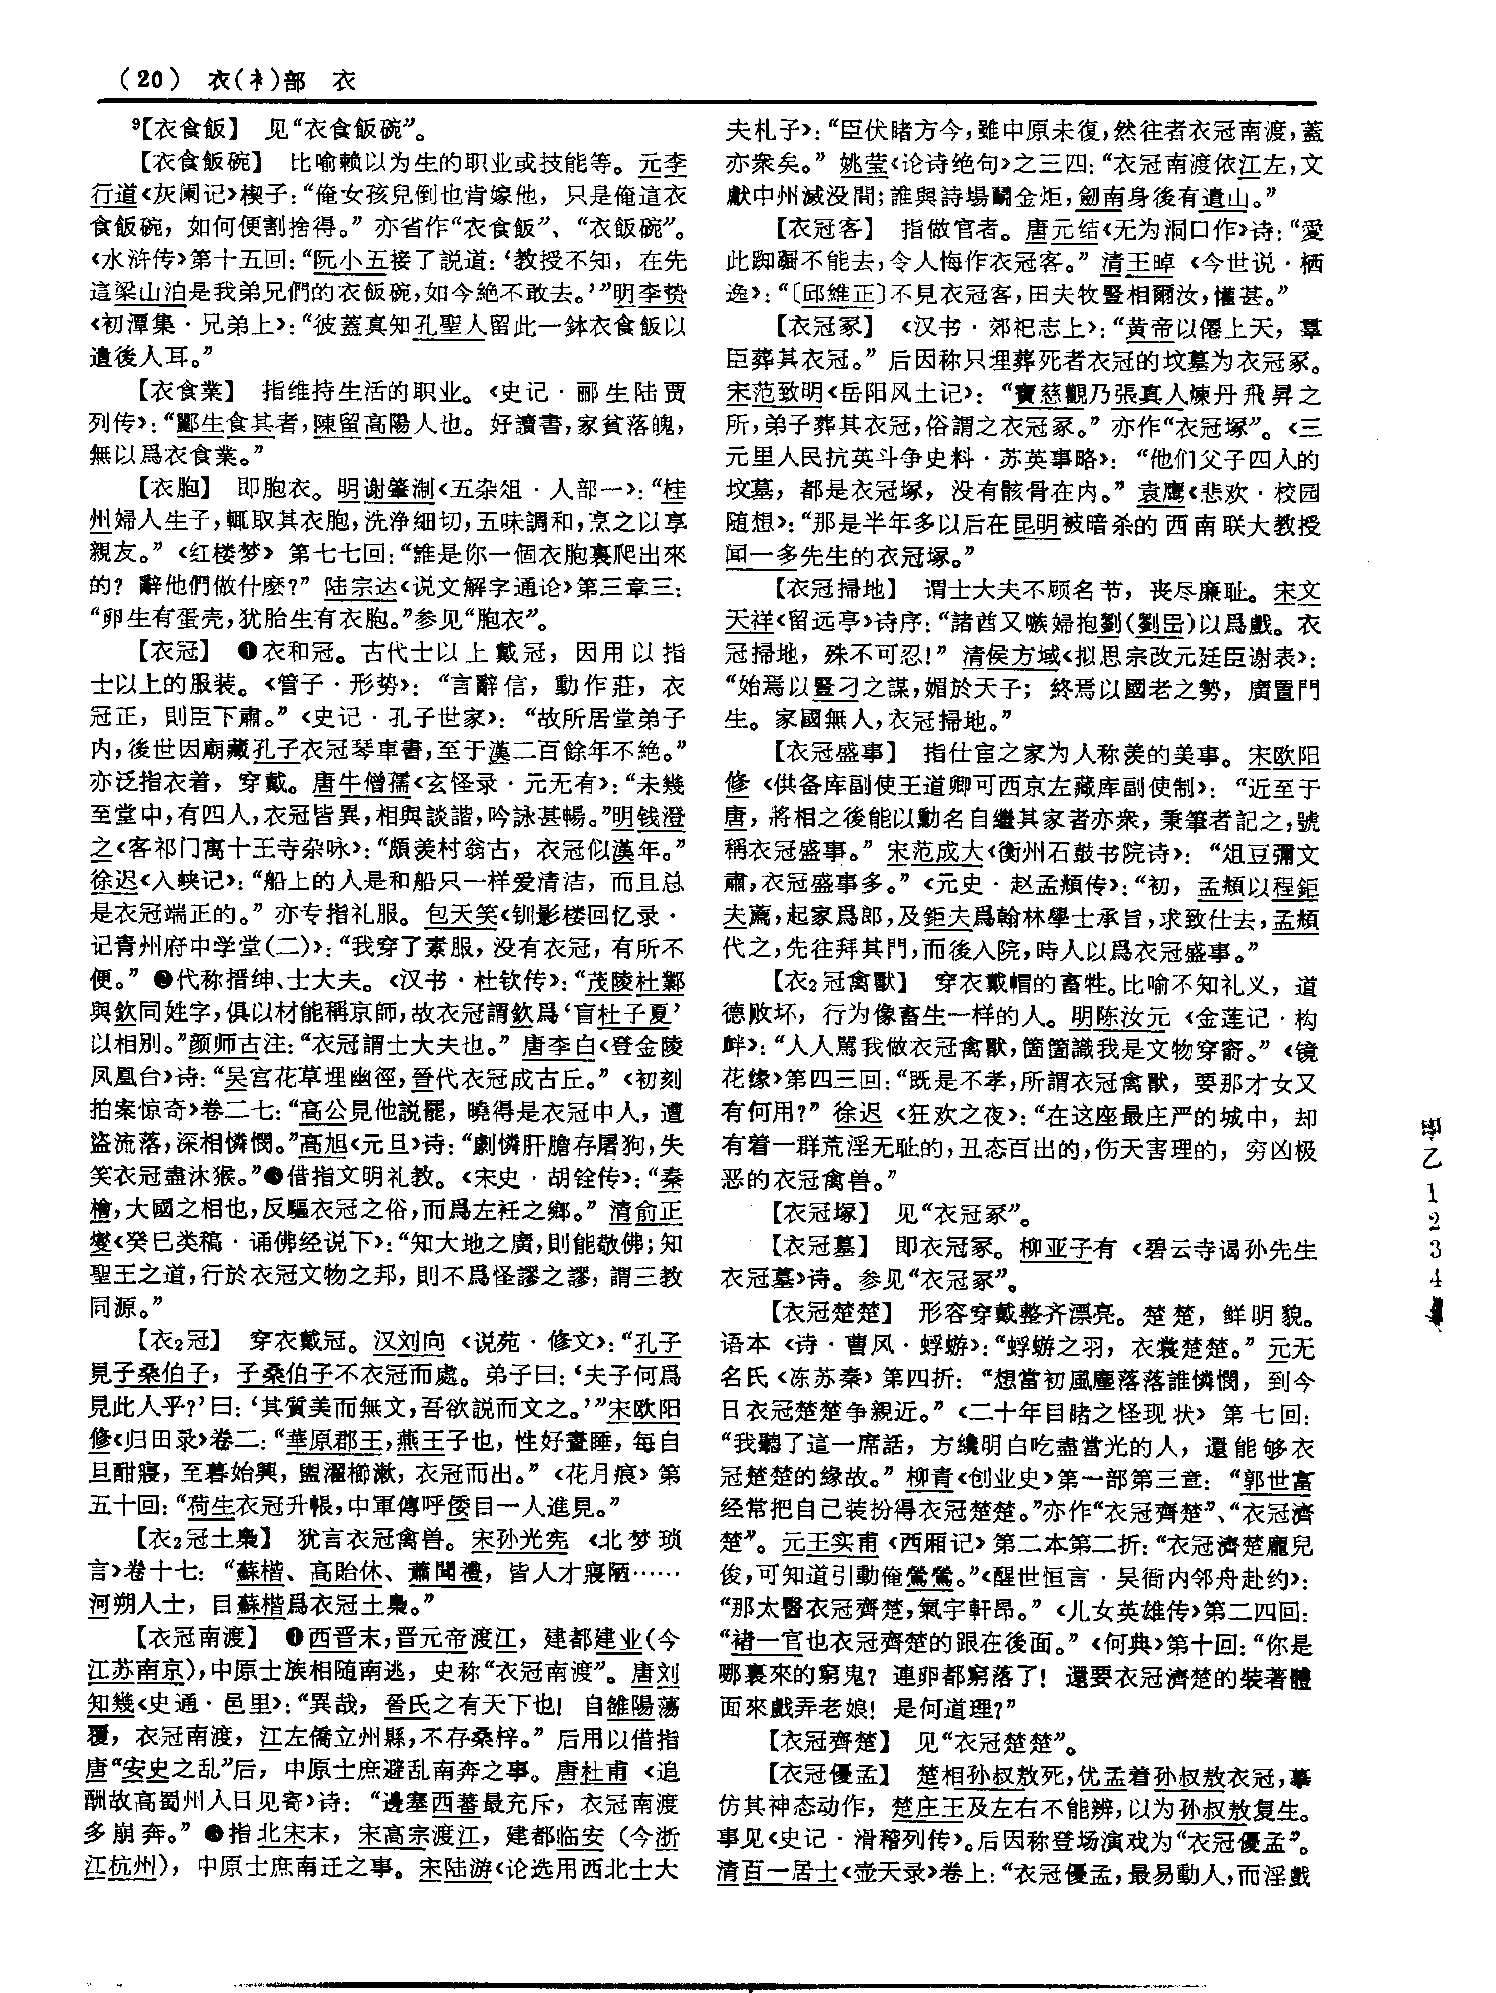 （20） 衣(衤)部 衣
⁹【衣食飯】 见“衣食飯碗”。
【衣食飯碗】 比喻赖以为生的职业或技能等。元李
行道《灰阑记》楔子：“俺女孩兒倒也肯嫁他，只是俺這衣
食飯碗，如何便割捨得。”亦省作“衣食飯”、“衣飯碗”。
《水浒传》第十五回：“阮小五接了説道：‘教授不知，在先
這梁山泊是我弟兄們的衣飯碗，如今絶不敢去。’”明李贽
《初潭集·兄弟上》：“彼蓋真知孔聖人留此一鉢衣食飯以
遺後人耳。”
【衣食業】 指维持生活的职业。《史记·郦生陆贾
列传》：“酈生食其者，陳留高陽人也。好讀書，家貧落魄，
無以爲衣食業。”
【衣胞】 即胞衣。明谢肇淛《五杂俎·人部一》：“桂
州婦人生子，輒取其衣胞，洗浄細切，五味調和，烹之以享
親友。”《红楼梦》第七七回：“誰是你一個衣胞裏爬出來
的？辭他們做什麽？”陆宗达《说文解字通论》第三章三：
“卵生有蛋壳，犹胎生有衣胞。”参见“胞衣”。
【衣冠】 ❶衣和冠。古代士以上戴冠，因用以指
士以上的服装。《管子·形势》：“言辭信，動作莊，衣
冠正，則臣下肅。”《史记·孔子世家》：“故所居堂弟子
内，後世因廟藏孔子衣冠琴車書，至于漢二百餘年不絶。”
亦泛指衣着，穿戴。唐牛僧孺《玄怪录·元无有》：“未幾
至堂中，有四人，衣冠皆異，相與談諧，吟詠甚暢。”明钱澄
之《客祁门寓十王寺杂咏》：“頗羨村翁古，衣冠似漢年。”
徐迟《入峡记》：“船上的人是和船只一样爱清洁，而且总
是衣冠端正的。”亦专指礼服。包天笑《钏影楼回忆录·
记青州府中学堂(二)》：“我穿了素服，没有衣冠，有所不
便。”❷代称搢绅、士大夫。《汉书·杜钦传》：“茂陵杜鄴
與欽同姓字，俱以材能稱京師，故衣冠謂欽爲‘盲杜子夏’
以相别。”颜师古注：“衣冠謂士大夫也。”唐李白《登金陵
凤凰台》诗：“吴宫花草埋幽徑，晉代衣冠成古丘。”《初刻
拍案惊奇》卷二七：“高公見他説罷，曉得是衣冠中人，遭
盜流落，深相憐憫。”高旭《元旦》诗：“劇憐肝膽存屠狗，失
笑衣冠盡沐猴。”❸借指文明礼教。《宋史·胡铨传》：“秦
檜，大國之相也，反驅衣冠之俗，而爲左衽之鄉。”清俞正
燮《癸巳类稿·诵佛经说下》：“知大地之廣，則能敬佛；知
聖王之道，行於衣冠文物之邦，則不爲怪謬之謬，謂三教
同源。”
【衣₂冠】 穿衣戴冠。汉刘向《说苑·修文》：“孔子
見子桑伯子，子桑伯子不衣冠而處。弟子曰：‘夫子何爲
見此人乎？’曰：‘其質美而無文，吾欲説而文之。’”宋欧阳
修《归田录》卷二：“華原郡王，燕王子也，性好晝睡，每自
旦酣寢，至暮始興，盥濯櫛漱，衣冠而出。”《花月痕》第
五十回：“荷生衣冠升帳，中軍傳呼倭目一人進見。”
【衣₂冠土梟】 犹言衣冠禽兽。宋孙光宪《北梦琐
言》卷十七：“蘇楷、高貽休、蕭聞禮，皆人才寢陋……
河朔人士，目蘇楷爲衣冠土梟。”
【衣冠南渡】 ❶西晋末，晋元帝渡江，建都建业(今
江苏南京)，中原士族相随南逃，史称“衣冠南渡”。唐刘
知幾《史通·邑里》：“異哉，晉氏之有天下也！自雒陽蕩
覆，衣冠南渡，江左僑立州縣，不存桑梓。”后用以借指
唐“安史之乱”后，中原士庶避乱南奔之事。唐杜甫《追
酬故高蜀州人日见寄》诗：“邊塞西蕃最充斥，衣冠南渡
多崩奔。”❷指北宋末，宋高宗渡江，建都临安（今浙
江杭州），中原士庶南迁之事。宋陆游《论选用西北士大
夫札子》：“臣伏睹方今，雖中原未復，然往者衣冠南渡，蓋
亦衆矣。”姚莹《论诗绝句》之三四：“衣冠南渡依江左，文
獻中州滅没間；誰與詩場鬭金炬，劍南身後有遺山。”
【衣冠客】 指做官者。唐元结《无为洞口作》诗：“愛
此踟躕不能去，令人悔作衣冠客。”清王晫《今世说·栖
逸》：“〔邱維正〕不見衣冠客，田夫牧豎相爾汝，懽甚。”
【衣冠冢】 《汉书·郊祀志上》：“黄帝以僊上天，羣
臣葬其衣冠。”后因称只埋葬死者衣冠的坟墓为衣冠冢。
宋范致明《岳阳风土记》：“寶慈觀乃張真人煉丹飛昇之
所，弟子葬其衣冠，俗謂之衣冠冢。”亦作“衣冠塚”。《三
元里人民抗英斗争史料·苏英事略》：“他们父子四人的
坟墓，都是衣冠塚，没有骸骨在内。”袁鹰《悲欢·校园
随想》：“那是半年多以后在昆明被暗杀的西南联大教授
闻一多先生的衣冠塚。”
【衣冠掃地】 谓士大夫不顾名节，丧尽廉耻。宋文
天祥《留远亭》诗序：“諸酋又嗾婦抱劉(劉岊)以爲戲。衣
冠掃地，殊不可忍！”清侯方域《拟思宗改元廷臣谢表》：
“始焉以豎刁之謀，媚於天子；終焉以國老之勢，廣置門
生。家國無人，衣冠掃地。”
【衣冠盛事】 指仕宦之家为人称羡的美事。宋欧阳
修《供备库副使王道卿可西京左藏库副使制》：“近至于
唐，將相之後能以勳名自繼其家者亦衆，秉筆者記之，號
稱衣冠盛事。”宋范成大《衡州石鼓书院诗》：“俎豆彌文
肅，衣冠盛事多。”《元史·赵孟頫传》：“初，孟頫以程鉅
夫薦，起家爲郎，及鉅夫爲翰林學士承旨，求致仕去，孟頫
代之，先往拜其門，而後入院，時人以爲衣冠盛事。”
【衣₂冠禽獸】 穿衣戴帽的畜牲。比喻不知礼义，道
德败坏，行为像畜生一样的人。明陈汝元《金莲记·构
衅》：“人人罵我做衣冠禽獸，箇箇識我是文物穿窬。”《镜
花缘》第四三回：“既是不孝，所謂衣冠禽獸，要那才女又
有何用？”徐迟《狂欢之夜》：“在这座最庄严的城中，却
有着一群荒淫无耻的，丑态百出的，伤天害理的，穷凶极
恶的衣冠禽兽。”
【衣冠塚】 见“衣冠冢”。
【衣冠墓】 即衣冠冢。柳亚子有《碧云寺谒孙先生
衣冠墓》诗。参见“衣冠冢”。
【衣冠楚楚】 形容穿戴整齐漂亮。楚楚，鲜明貌。
语本《诗·曹风·蜉蝣》：“蜉蝣之羽，衣裳楚楚。”元无
名氏《冻苏秦》第四折：“想當初風塵落落誰憐憫，到今
日衣冠楚楚争親近。”《二十年目睹之怪现状》第七回：
“我聽了這一席話，方纔明白吃盡當光的人，還能够衣
冠楚楚的緣故。”柳青《创业史》第一部第三章：“郭世富
经常把自己装扮得衣冠楚楚。”亦作“衣冠齊楚”、“衣冠濟
楚”。元王实甫《西厢记》第二本第二折：“衣冠濟楚龐兒
俊，可知道引動俺鶯鶯。”《醒世恒言·吴衙内邻舟赴约》：
“那太醫衣冠齊楚，氣宇軒昂。”《儿女英雄传》第二四回：
“褚一官也衣冠齊楚的跟在後面。”《何典》第十回：“你是
哪裏來的窮鬼？連卵都窮落了！還要衣冠濟楚的裝著體
面來戲弄老娘！是何道理？”
【衣冠齊楚】 见“衣冠楚楚”。
【衣冠優孟】 楚相孙叔敖死，优孟着孙叔敖衣冠，摹
仿其神态动作，楚庄王及左右不能辨，以为孙叔敖复生。
事见《史记·滑稽列传》。后因称登场演戏为“衣冠優孟”。
清百一居士《壶天录》卷上：“衣冠優孟，最易動人，而淫戲
乙1234